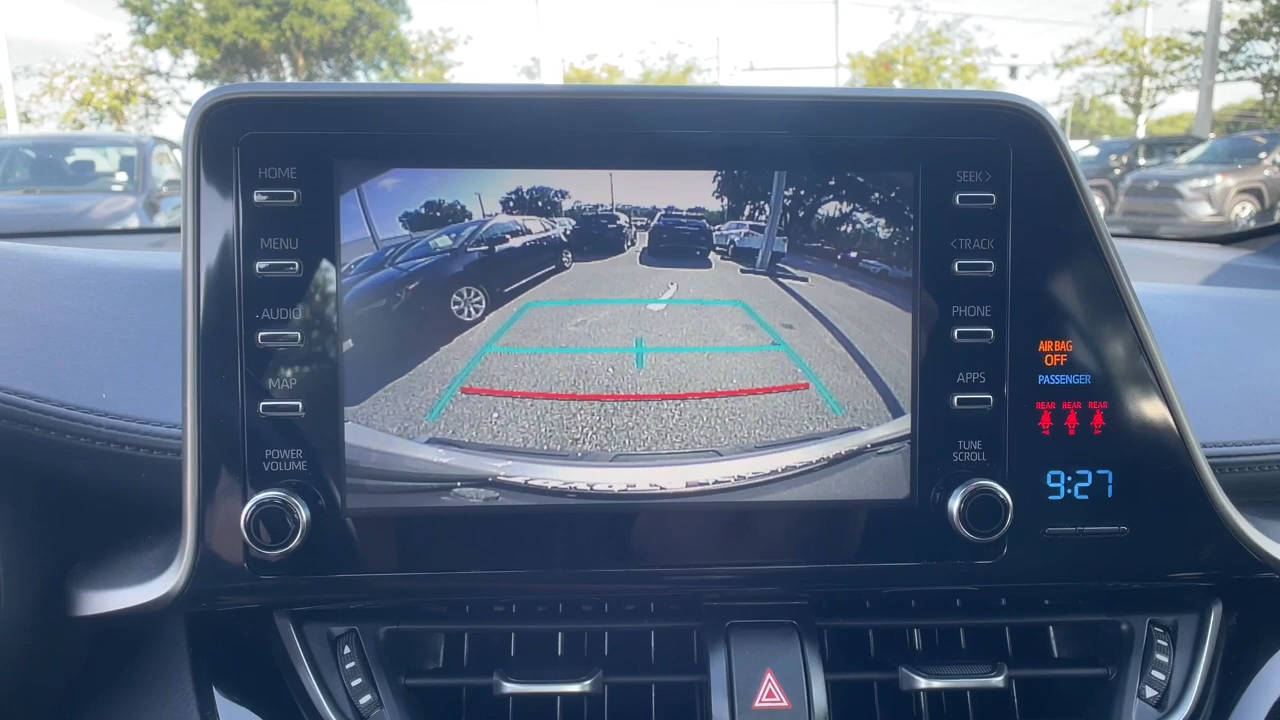 HOME
MENU
AUDIO
MAP
POWER
VOLUME
SEEK >
< TRACK
PHONE
APPS
TUNE
SCROLL
AIR BAG
OFF
PASSENGER
REAR REAR REAR
9:27